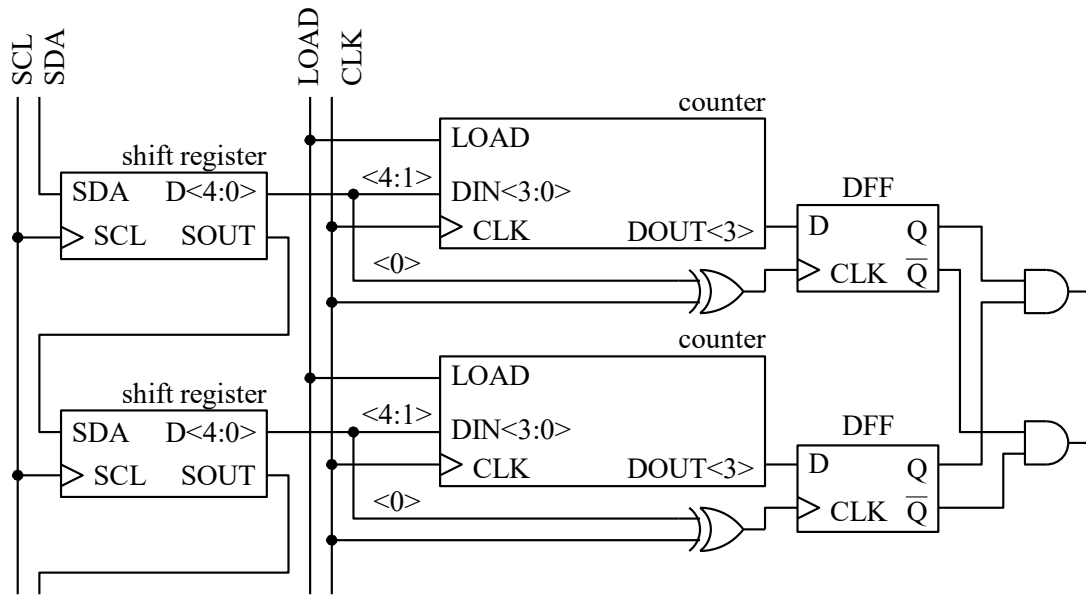 SCL
SDA
LOAD
CLK
counter
LOAD
DIN<3:0>
CLK
DOUT<3>
shift register
SDA D<4:0>
SCL SOUT
<4:1>
<0>
DFF
D Q
CLK Q
counter
LOAD
DIN<3:0>
CLK
DOUT<3>
shift register
SDA D<4:0>
SCL SOUT
<4:1>
<0>
DFF
D Q
CLK Q